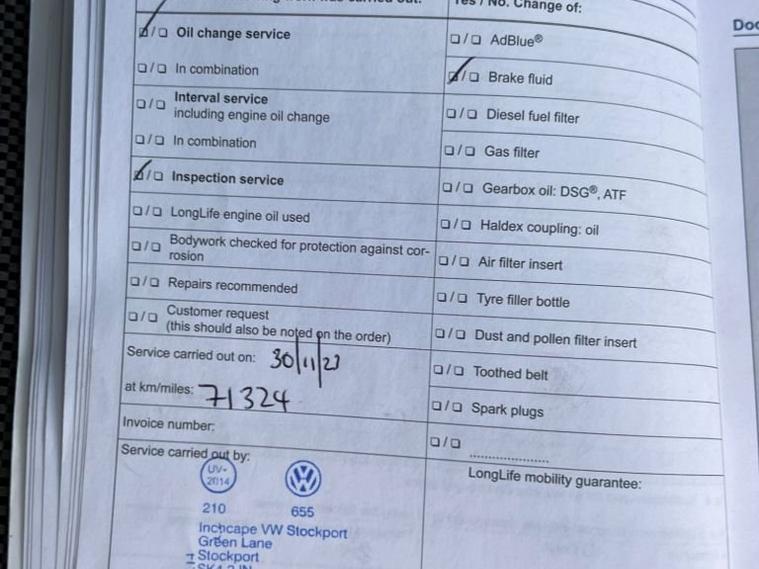 Yes / No. Change of:
☑/☐ Oil change service
☐/☐ In combination
☐/☐ Interval service
including engine oil change
☐/☐ In combination
☑/☐ Inspection service
☐/☐ LongLife engine oil used
☐/☐ Bodywork checked for protection against cor-
rosion
☐/☐ Repairs recommended
☐/☐ Customer request
(this should also be noted on the order)
Service carried out on: 30/11/23
at km/miles: 71324
Invoice number:
Service carried out by:
UV-
2014
210
655
Inchcape VW Stockport
Green Lane
Stockport
☐/☐ AdBlue®
☑/☐ Brake fluid
☐/☐ Diesel fuel filter
☐/☐ Gas filter
☐/☐ Gearbox oil: DSG®, ATF
☐/☐ Haldex coupling: oil
☐/☐ Air filter insert
☐/☐ Tyre filler bottle
☐/☐ Dust and pollen filter insert
☐/☐ Toothed belt
☐/☐ Spark plugs
☐/☐ ....................
LongLife mobility guarantee: